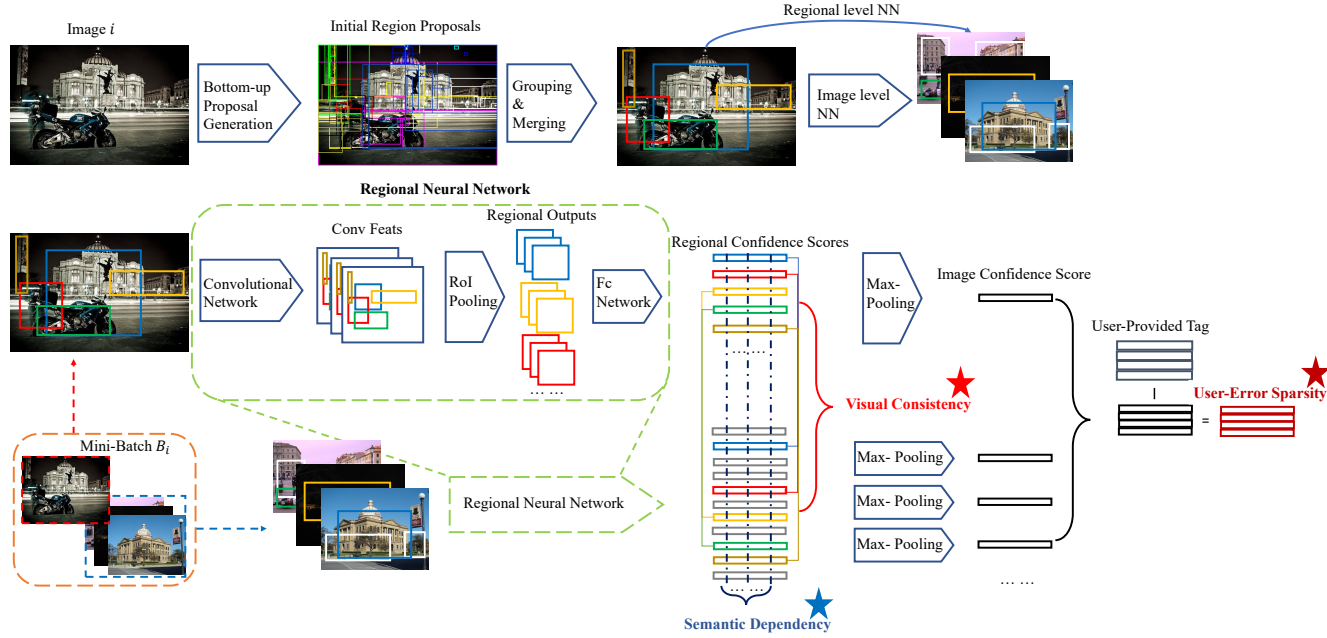 Image i
Initial Region Proposals
Regional level NN
Bottom-up
Proposal
Generation
Grouping
&
Merging
Image level
NN
Regional Neural Network
Regional Outputs
Conv Feats
Convolutional
Network
RoI
Pooling
Fc
Network
... ...
Regional Confidence Scores
... ...
Max-
Pooling
Image Confidence Score
User-Provided Tag
User-Error Sparsity
=
Visual Consistency
Mini-Batch Bᵢ
Regional Neural Network
Max- Pooling
Max- Pooling
Max- Pooling
... ...
... ...
Semantic Dependency